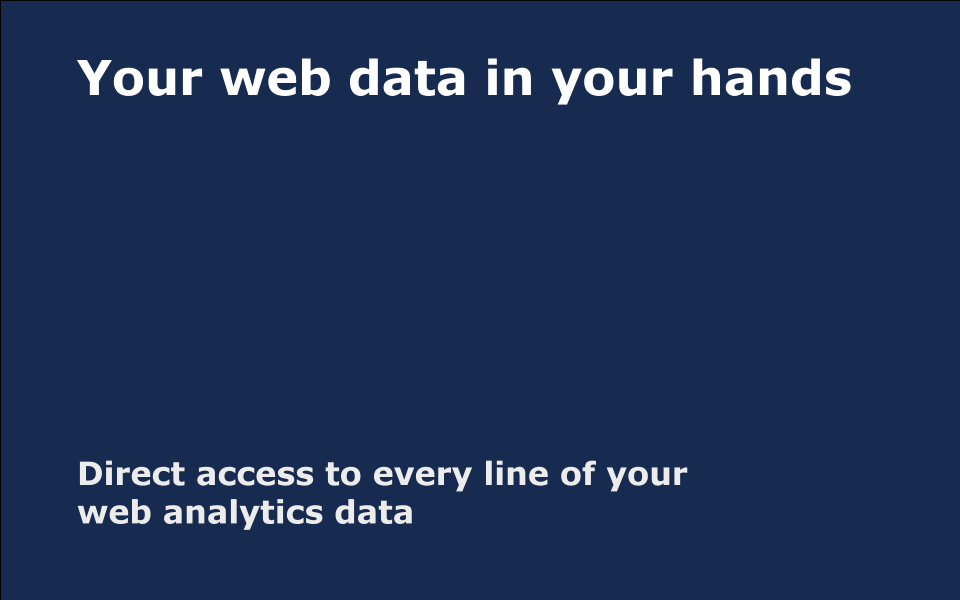 Your web data in your hands
Direct access to every line of your
web analytics data